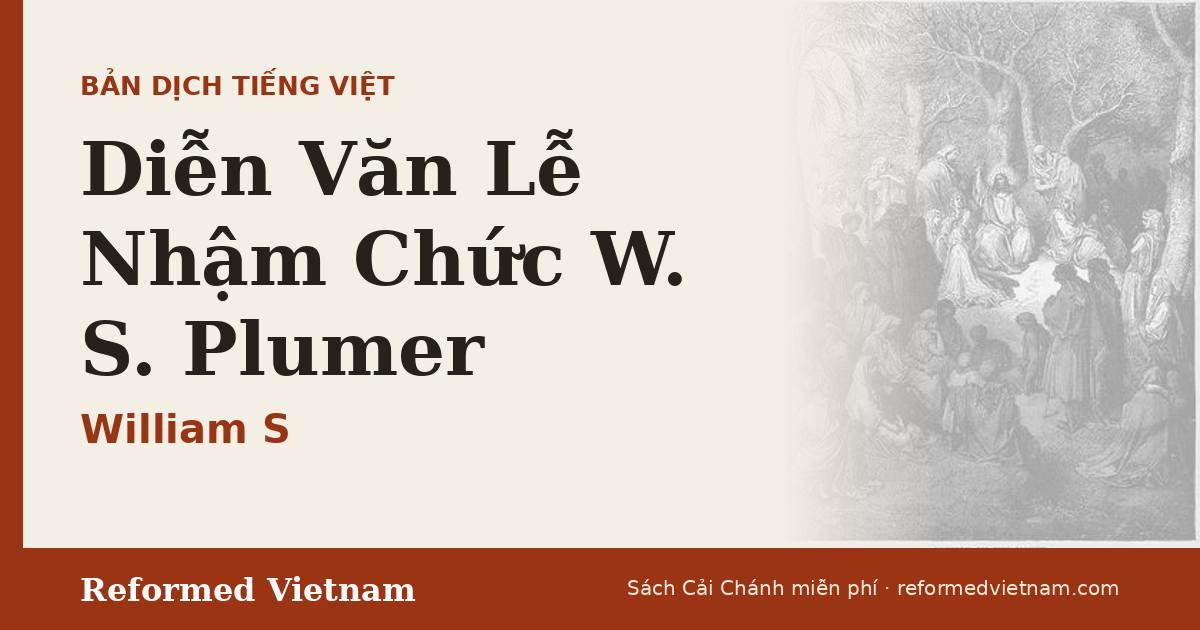 BẢN DỊCH TIẾNG VIỆT
Diễn Văn Lễ
Nhậm Chức W.
S. Plumer
William S
Reformed Vietnam
Sách Cải Chánh miễn phí · reformedvietnam.com